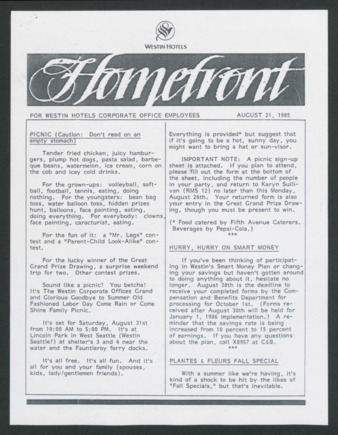 WESTIN HOTELS
Homefront
FOR WESTIN HOTELS CORPORATE OFFICE EMPLOYEES AUGUST 21, 1985
PICNIC (Caution: Don't read on an
empty stomach)
Tender fried chicken, juicy hambur-
gers, plump hot dogs, pasta salad, barbe-
que beans, watermelon, ice cream, corn on
the cob and icy cold drinks.
For the grown-ups: volleyball, soft-
ball, football, tennis, eating, doing
nothing. For the youngsters: bean bag
toss, water balloon toss, hidden prizes
hunt, balloons, face painting, eating,
doing everything. For everybody: clowns,
face painting, caracturist, eating.
For the fun of it: a "Mr. Legs" con-
test and a "Parent-Child Look-Alike" con-
test.
For the lucky winner of the Great
Grand Prize Drawing, a surprise weekend
trip for two. Other contest prizes.
Sound like a picnic? You betcha!
It's The Westin Corporate Offices Grand
and Glorious Goodbye to Summer Old
Fashioned Labor Day Come Rain or Come
Shine Family Picnic.
It's set for Saturday, August 31st
from 10:00 AM to 5:00 PM. It's at
Lincoln Park in West Seattle (Westin
Seattle!) at shelters 3 and 4 near the
water and the Fauntleroy ferry docks.
It's all free. It's all fun. And it's
all for you and your family (spouses,
kids, lady/gentlemen friends).
Everything is provided* but suggest that
if it's going to be a hot, sunny day, you
might want to bring a hat or sun-visor.
IMPORTANT NOTE: A picnic sign-up
sheet is attached. If you plan to attend,
please fill out the form at the bottom of
the sheet, including the number of people
in your party, and return to Karyn Sulli-
van (RMS 12) no later than this Monday,
August 26th. Your returned form is also
your entry in the Great Grand Prize Draw-
ing, though you must be present to win.
(* Food catered by Fifth Avenue Caterers,
Beverages by Pepsi-Cola.)
***
HURRY, HURRY ON SMART MONEY
If you've been thinking of participat-
ing in Westin's Smart Money Plan or chang-
ing your savings but haven't gotten around
to doing anything about it, hesitate no
longer. August 30th is the deadline to
receive your completed forms by the Com-
pensation and Benefits Department for
processing for October 1st. (Forms re-
ceived after August 30th will be held for
January 1, 1986 implementation.) A re-
minder that the savings rate is being
increased from 10 percent to 15 percent
of earnings. If you have any questions
about the plan, call X8957 at C&B.
***
PLANTES & FLEURS FALL SPECIAL
With a summer like we're having, it's
kind of a shock to be hit by the likes of
"Fall Specials," but that's inevitable.